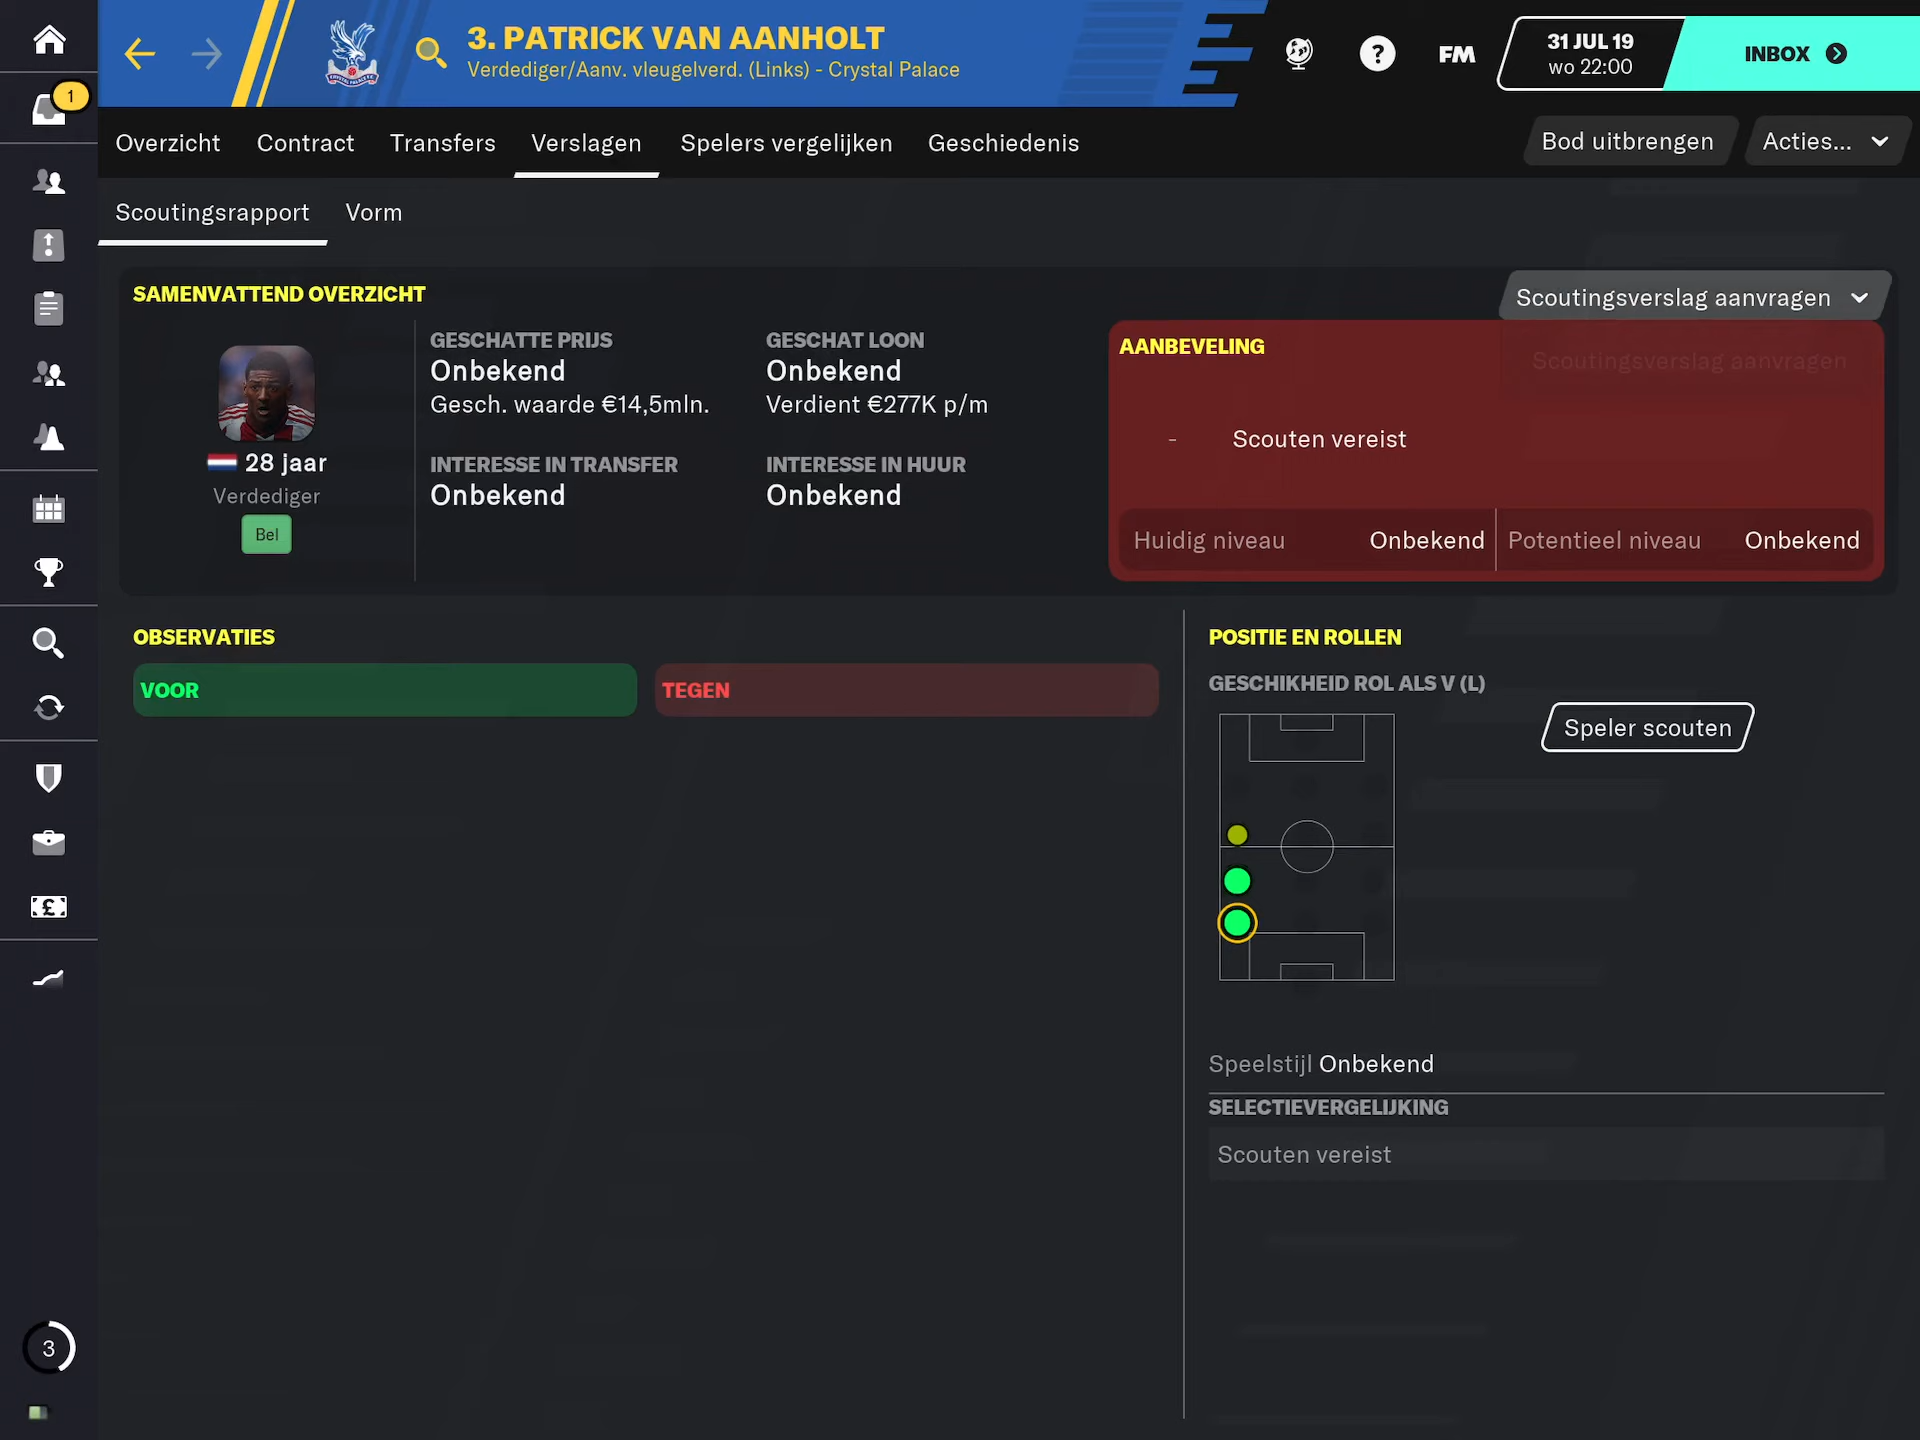 3. PATRICK VAN AANHOLT
Verdediger/Aanv. vleugelverd. (Links) - Crystal Palace
?
FM
31 JUL 19
wo 22:00
INBOX
1
Overzicht
Contract
Transfers
Verslagen
Spelers vergelijken
Geschiedenis
Bod uitbrengen
Acties...
Scoutingsrapport
Vorm
SAMENVATTEND OVERZICHT
Scoutingsverslag aanvragen
28 jaar
Verdediger
Bel
GESCHATTE PRIJS
Onbekend
Gesch. waarde €14,5mln.
GESCHAT LOON
Onbekend
Verdient €277K p/m
INTERESSE IN TRANSFER
Onbekend
INTERESSE IN HUUR
Onbekend
AANBEVELING
Scoutingsverslag aanvragen
- Scouten vereist
Huidig niveau Onbekend
Potentieel niveau Onbekend
OBSERVATIES
VOOR
TEGEN
POSITIE EN ROLLEN
GESCHIKHEID ROL ALS V (L)
Speler scouten
Speelstijl Onbekend
SELECTIEVERGELIJKING
Scouten vereist
3